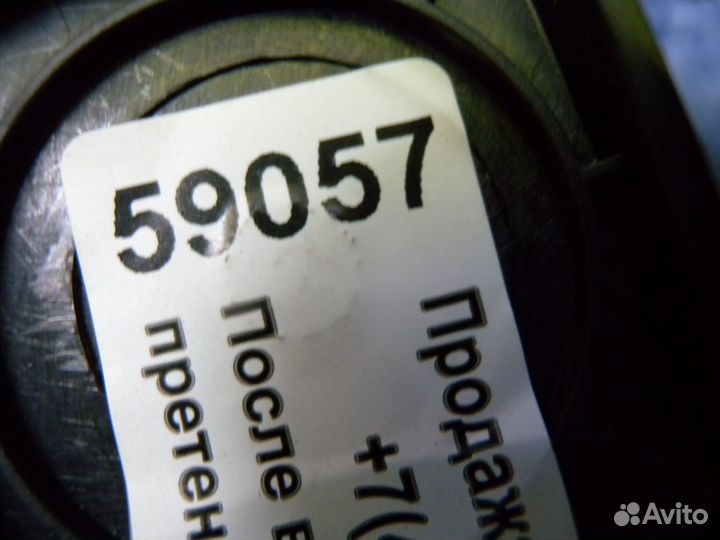 59057
Продаж
+7(
После в
претен
Avito